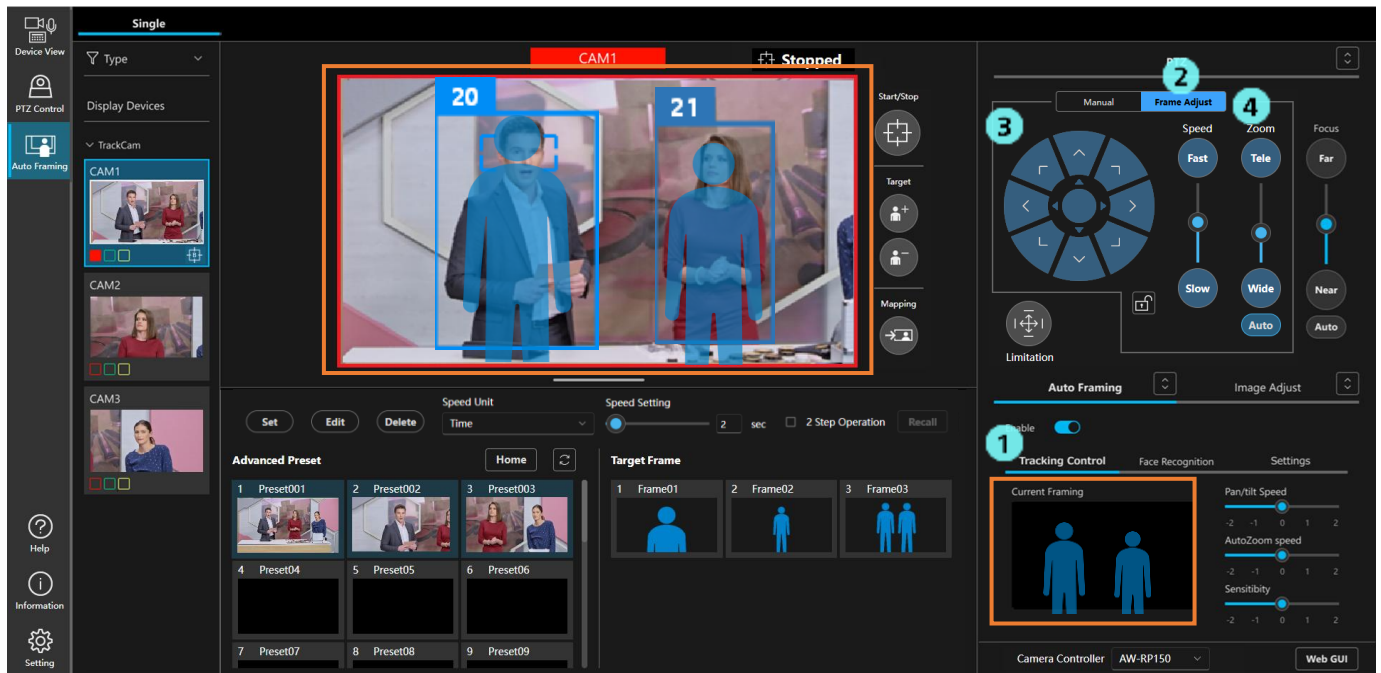 Single
Device View
PTZ Control
Auto Framing
Help
Information
Setting
Type
Display Devices
TrackCam
CAM1
CAM2
CAM3
CAM1
Stopped
20
21
Start/Stop
Target
Mapping
Set
Edit
Delete
Speed Unit
Time
Speed Setting
2 sec
2 Step Operation
Recall
Advanced Preset
Home
1 Preset001
2 Preset002
3 Preset003
4 Preset04
5 Preset05
6 Preset06
7 Preset07
8 Preset08
9 Preset09
Target Frame
1 Frame01
2 Frame02
3 Frame03
2
Manual
Frame Adjust
3
4
Speed
Zoom
Focus
Fast
Tele
Far
Slow
Wide
Near
Auto
Auto
Limitation
Auto Framing
Image Adjust
Enable
1
Tracking Control
Face Recognition
Settings
Current Framing
Pan/tilt Speed
-2 -1 0 1 2
AutoZoom speed
-2 -1 0 1 2
Sensitibity
-2 -1 0 1 2
Camera Controller
AW-RP150
Web GUI